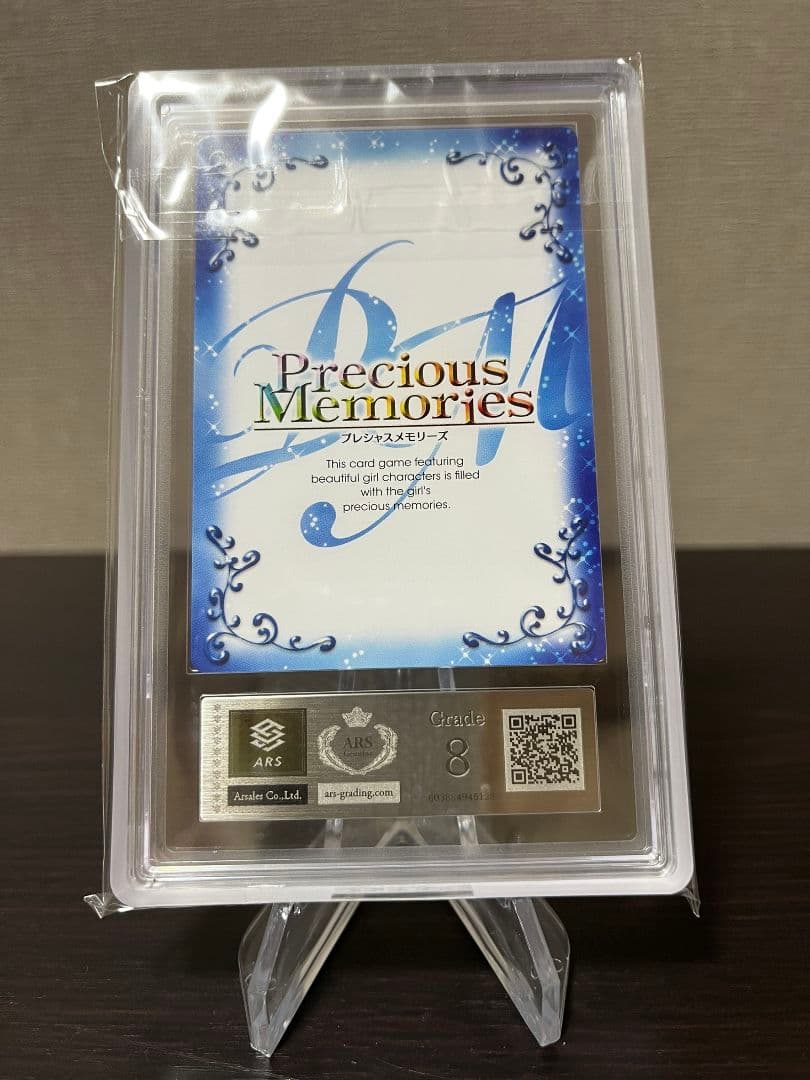 Precious
Memories
プレシャスメモリーズ
This card game featuring
beautiful girl characters is filled
with the girl's
precious memories.
ARS
Arsales Co.,Ltd.
ARS
Genuine
ars-grading.com
Grade
8